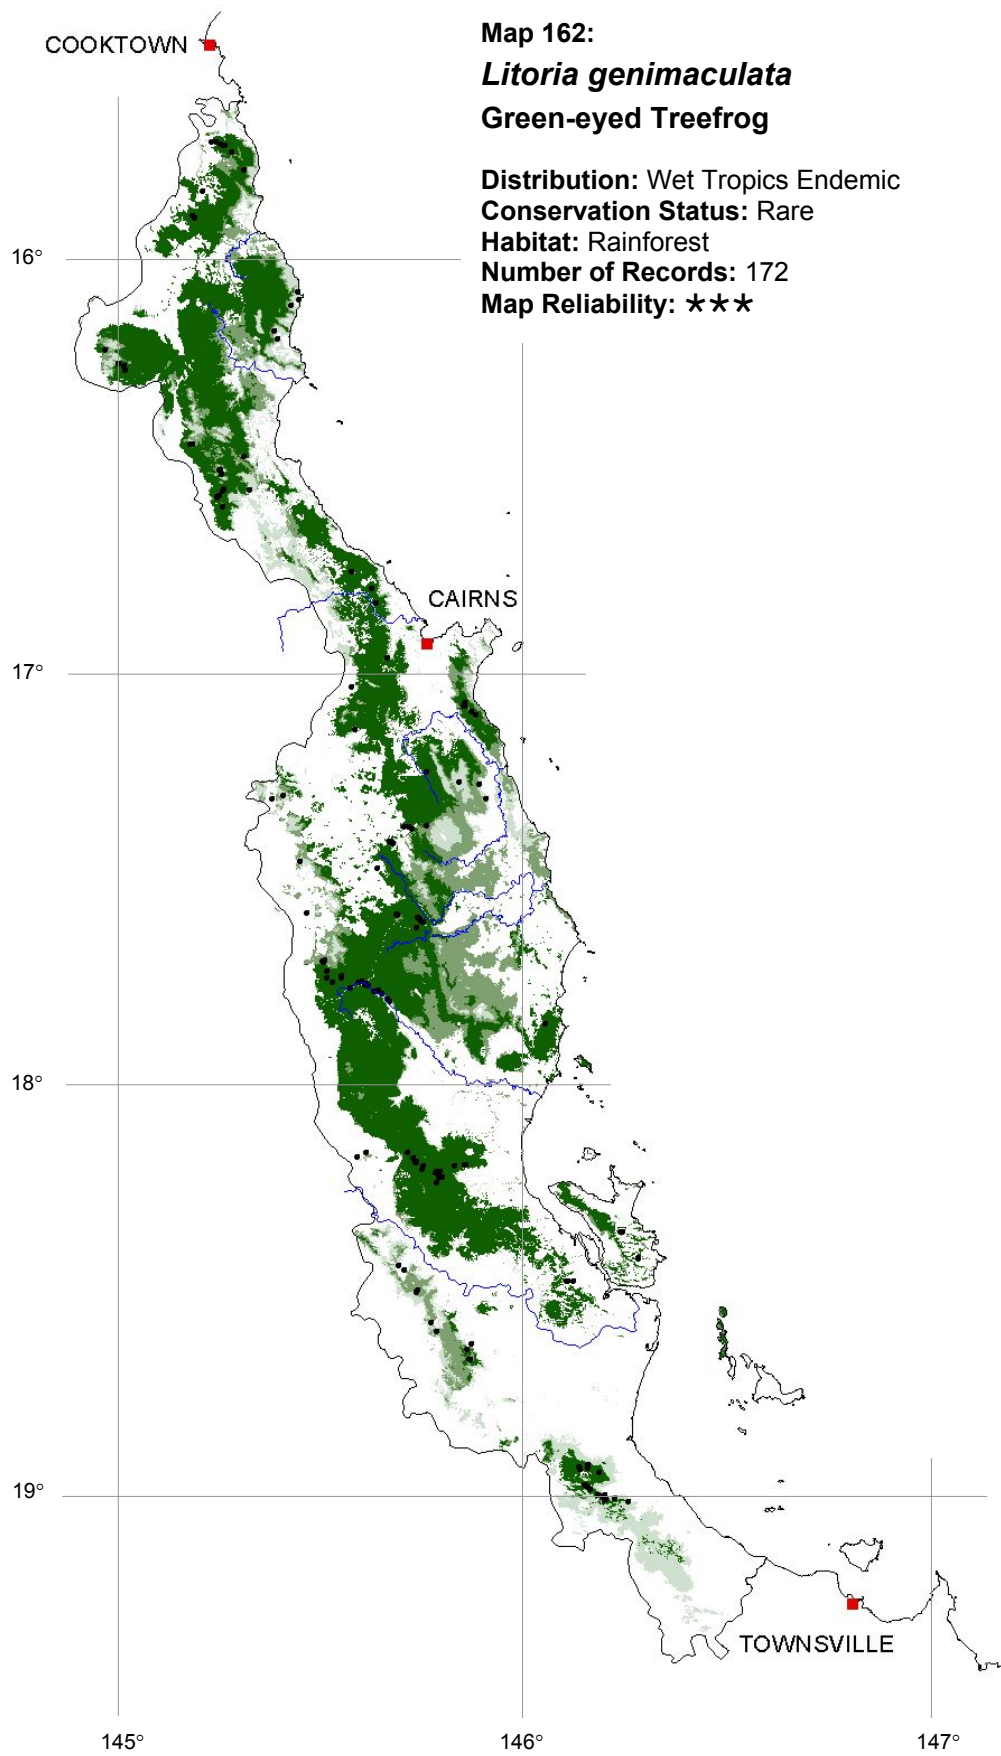 COOKTOWN
Map 162:
Litoria genimaculata
Green-eyed Treefrog
Distribution: Wet Tropics Endemic
Conservation Status: Rare
Habitat: Rainforest
Number of Records: 172
Map Reliability: ★★★
16°
CAIRNS
17°
18°
19°
TOWNSVILLE
145°
146°
147°